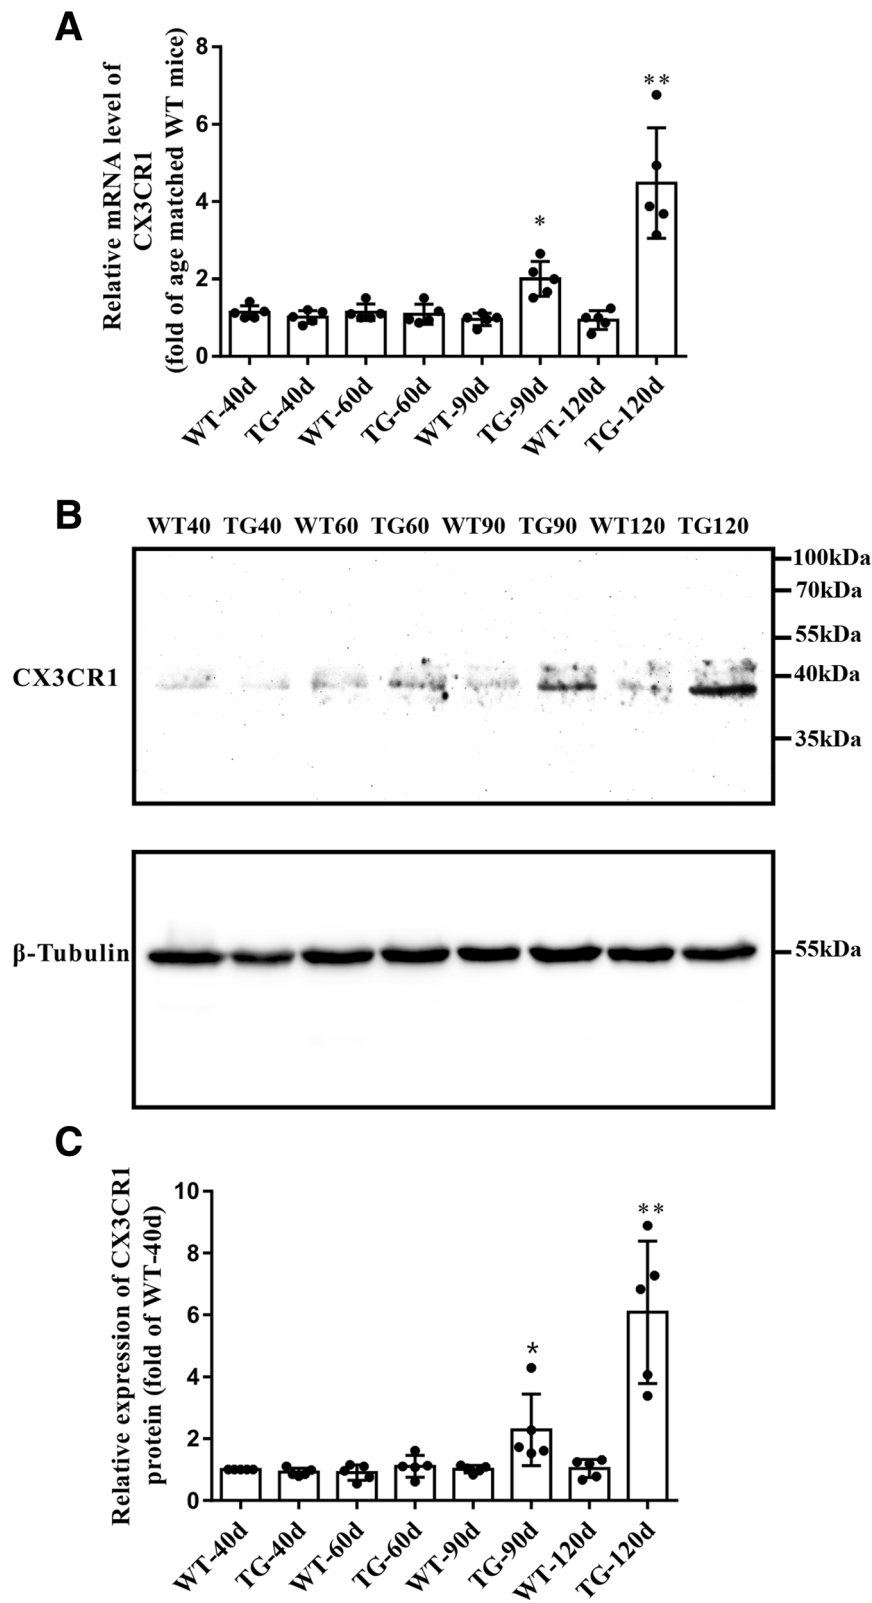 A
Relative mRNA level of
CX3CR1
(fold of age matched WT mice)
8
6
4
2
0
*
**
WT-40d
TG-40d
WT-60d
TG-60d
WT-90d
TG-90d
WT-120d
TG-120d
B
WT40 TG40 WT60 TG60 WT90 TG90 WT120 TG120
CX3CR1
100kDa
70kDa
55kDa
40kDa
35kDa
β-Tubulin
55kDa
C
Relative expression of CX3CR1
protein (fold of WT-40d)
10
8
6
4
2
0
*
**
WT-40d
TG-40d
WT-60d
TG-60d
WT-90d
TG-90d
WT-120d
TG-120d